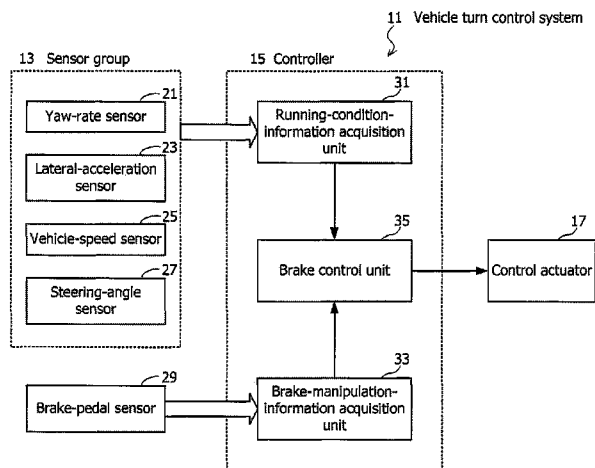 11 Vehicle turn control system
13 Sensor group
21
Yaw-rate sensor
23
Lateral-acceleration
sensor
25
Vehicle-speed sensor
27
Steering-angle
sensor
29
Brake-pedal sensor
15 Controller
31
Running-condition-
information acquisition
unit
35
Brake control unit
33
Brake-manipulation-
information acquisition
unit
17
Control actuator